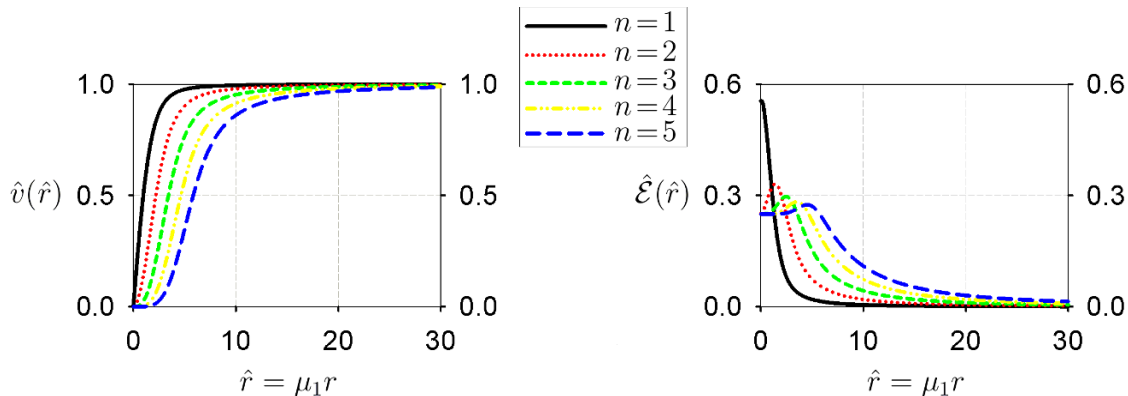 n = 1
n = 2
n = 3
n = 4
n = 5
1.0 1.0
v̂(r̂) 0.5 0.5
0.0 0.0
0 10 20 30
r̂ = μ₁r
0.6 0.6
ℰ̂(r̂) 0.3 0.3
0.0 0.0
0 10 20 30
r̂ = μ₁r